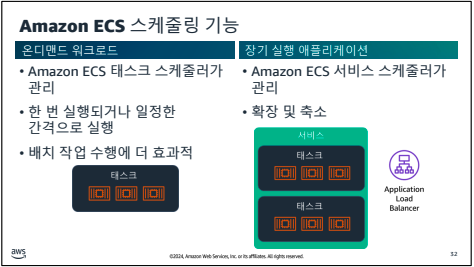 Amazon ECS 스케줄링 기능
온디맨드 워크로드
• Amazon ECS 태스크 스케줄러가
관리
• 한 번 실행되거나 일정한
간격으로 실행
• 배치 작업 수행에 더 효과적
태스크
장기 실행 애플리케이션
• Amazon ECS 서비스 스케줄러가
관리
• 확장 및 축소
서비스
태스크
태스크
Application
Load
Balancer
aws
©2024, Amazon Web Services, Inc. or its affiliates. All rights reserved.
32